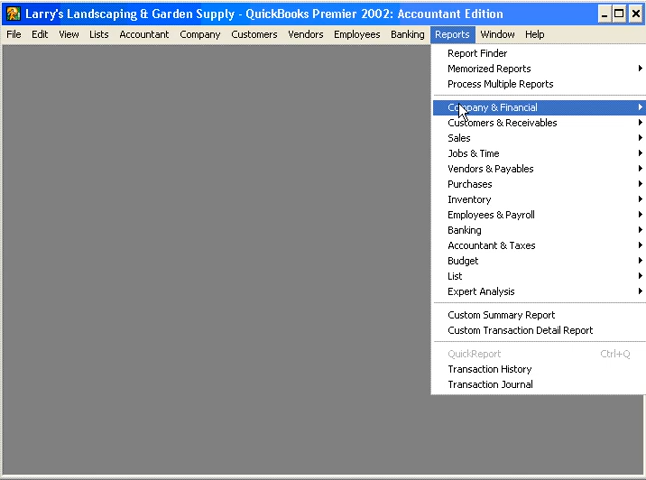 Larry's Landscaping & Garden Supply - QuickBooks Premier 2002: Accountant Edition
File Edit View Lists Accountant Company Customers Vendors Employees Banking Reports Window Help
Report Finder
Memorized Reports
Process Multiple Reports
Company & Financial
Customers & Receivables
Sales
Jobs & Time
Vendors & Payables
Purchases
Inventory
Employees & Payroll
Banking
Accountant & Taxes
Budget
List
Expert Analysis
Custom Summary Report
Custom Transaction Detail Report
QuickReport Ctrl+Q
Transaction History
Transaction Journal